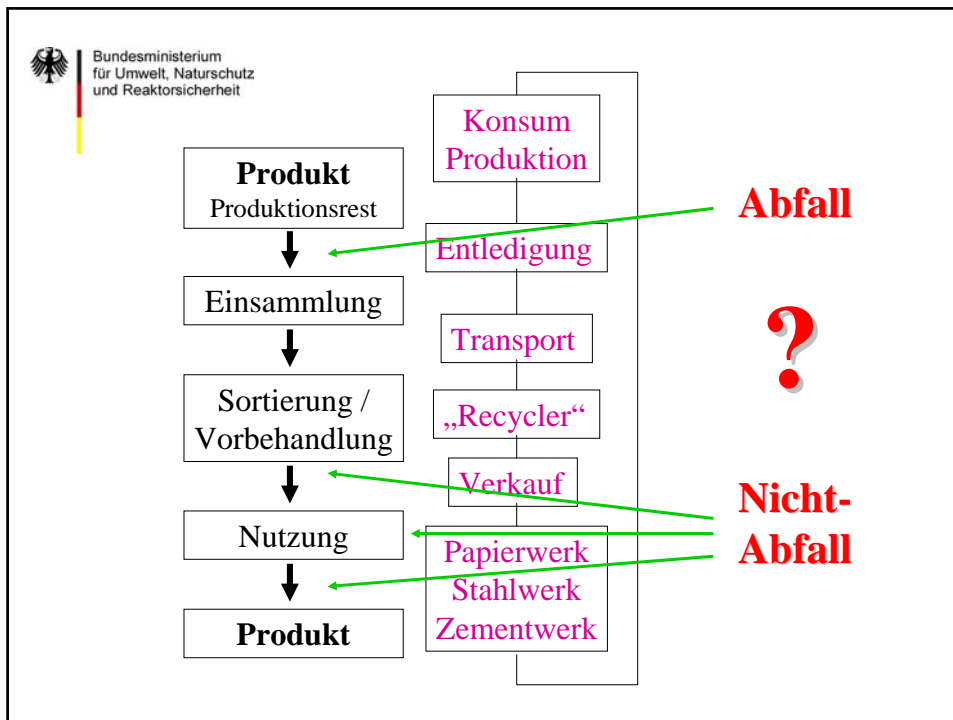 Bundesministerium
für Umwelt, Naturschutz
und Reaktorsicherheit
Produkt
Produktionsrest
Einsammlung
Sortierung /
Vorbehandlung
Nutzung
Produkt
Konsum
Produktion
Entledigung
Transport
„Recycler“
Verkauf
Papierwerk
Stahlwerk
Zementwerk
Abfall
?
Nicht-
Abfall